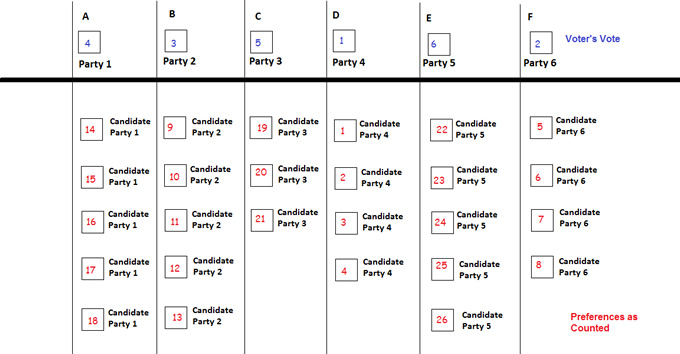 A B C D E F
4 3 5 1 6 2 Voter's Vote
Party 1 Party 2 Party 3 Party 4 Party 5 Party 6
14 Candidate Party 1 9 Candidate Party 2 19 Candidate Party 3 1 Candidate Party 4 22 Candidate Party 5 5 Candidate Party 6
15 Candidate Party 1 10 Candidate Party 2 20 Candidate Party 3 2 Candidate Party 4 23 Candidate Party 5 6 Candidate Party 6
16 Candidate Party 1 11 Candidate Party 2 21 Candidate Party 3 3 Candidate Party 4 24 Candidate Party 5 7 Candidate Party 6
17 Candidate Party 1 12 Candidate Party 2 4 Candidate Party 4 25 Candidate Party 5 8 Candidate Party 6
18 Candidate Party 1 13 Candidate Party 2 26 Candidate Party 5
Preferences as
Counted